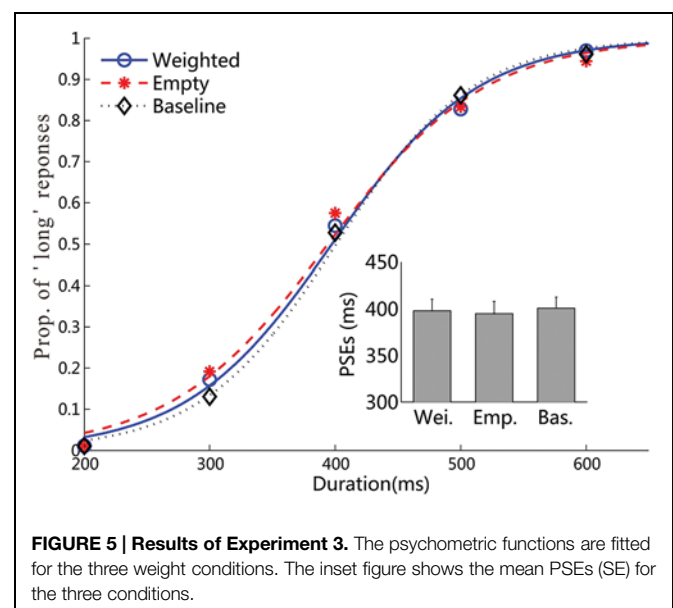 1
0.9
0.8
0.7
0.6
0.5
0.4
0.3
0.2
0.1
Prop. of 'long' reponses
Weighted
Empty
Baseline
450
400
350
300
PSEs (ms)
Wei. Emp. Bas.
200 300 400 500 600
Duration(ms)
FIGURE 5 | Results of Experiment 3. The psychometric functions are fitted
for the three weight conditions. The inset figure shows the mean PSEs (SE) for
the three conditions.